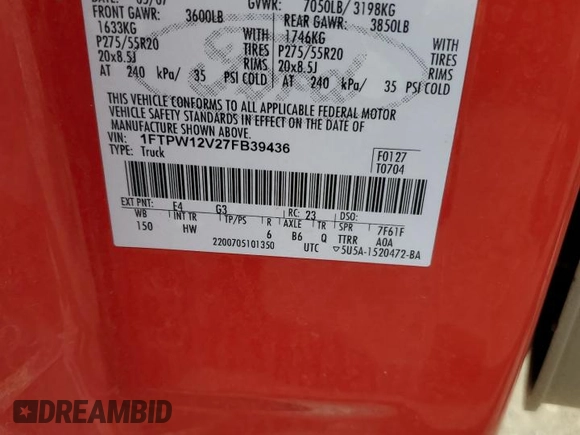 DATE: 05/07 GVWR: 7050LB/ 3198KG
FRONT GAWR: 3600LB REAR GAWR: 3850LB
1633KG WITH 1746KG WITH
P275/55R20 TIRES P275/55R20 TIRES
20x8.5J RIMS 20x8.5J RIMS
AT 240 kPa/ 35 PSI COLD AT 240 kPa/ 35 PSI COLD
Ford
THIS VEHICLE CONFORMS TO ALL APPLICABLE FEDERAL MOTOR
VEHICLE SAFETY STANDARDS IN EFFECT ON THE DATE OF
MANUFACTURE SHOWN ABOVE.
VIN: 1FTPW12V27FB39436
TYPE: Truck
F0127
T0704
EXT PNT: E4 G3 RC: 23 DSO:
WB INT TR TP/PS R AXLE TR SPR 7F61F
150 HW 6 B6 Q TTRR A0A
2200705101350 UTC ▽5U5A-1520472-BA
DREAMBID